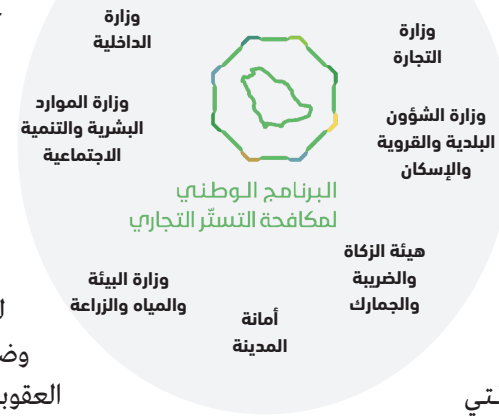 وزارة
الداخلية
وزارة
التجارة
وزارة الموارد
البشرية والتنمية
الاجتماعية
وزارة الشؤون
البلدية والقروية
والإسكان
البرنامج الوطني
لمكافحة التستّر التجاري
هيئة الزكاة
والضريبة
والجمارك
وزارة البيئة
والمياه والزراعة
أمانة
المدينة